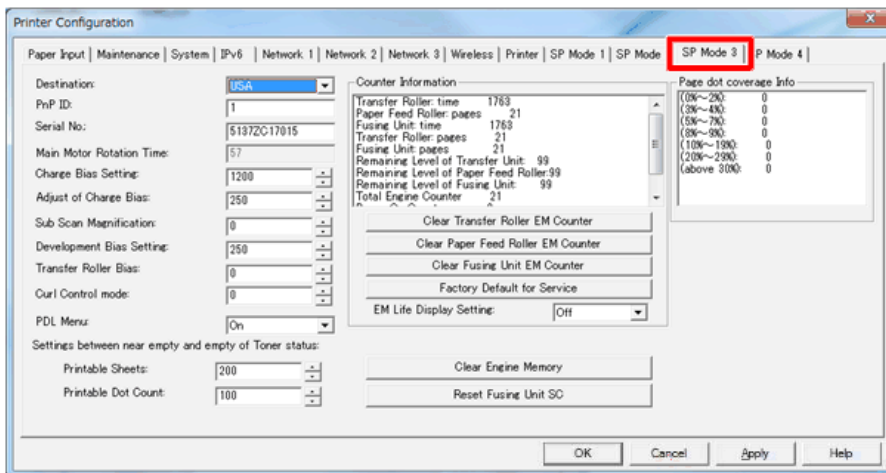 Printer Configuration
Paper Input | Maintenance | System | IPv6 | Network 1 | Network 2 | Network 3 | Wireless | Printer | SP Mode 1 | SP Mode SP Mode 3 P Mode 4 |
Destination: USA
PnP ID: 1
Serial No.: 5137ZC17015
Main Motor Rotation Time: 57
Charge Bias Setting: 1200
Adjust of Charge Bias: 250
Sub Scan Magnification: 0
Development Bias Setting: 250
Transfer Roller Bias: 0
Curl Control mode: 0
PDL Menu: On
Settings between near empty and empty of Toner status:
Printable Sheets: 200
Printable Dot Count: 100
Counter Information
Transfer Roller: time 1763
Paper Feed Roller: pages 21
Fusing Unit: time 1763
Transfer Roller: pages 21
Fusing Unit: pages 21
Remaining Level of Transfer Unit: 99
Remaining Level of Paper Feed Roller:99
Remaining Level of Fusing Unit: 99
Total Engine Counter 21
Clear Transfer Roller EM Counter
Clear Paper Feed Roller EM Counter
Clear Fusing Unit EM Counter
Factory Default for Service
EM Life Display Setting: Off
Clear Engine Memory
Reset Fusing Unit SC
Page dot coverage Info
(0%~2%): 0
(3%~4%): 0
(5%~7%): 0
(8%~9%): 0
(10%~19%): 0
(20%~29%): 0
(above 30%): 0
OK Cancel Apply Help